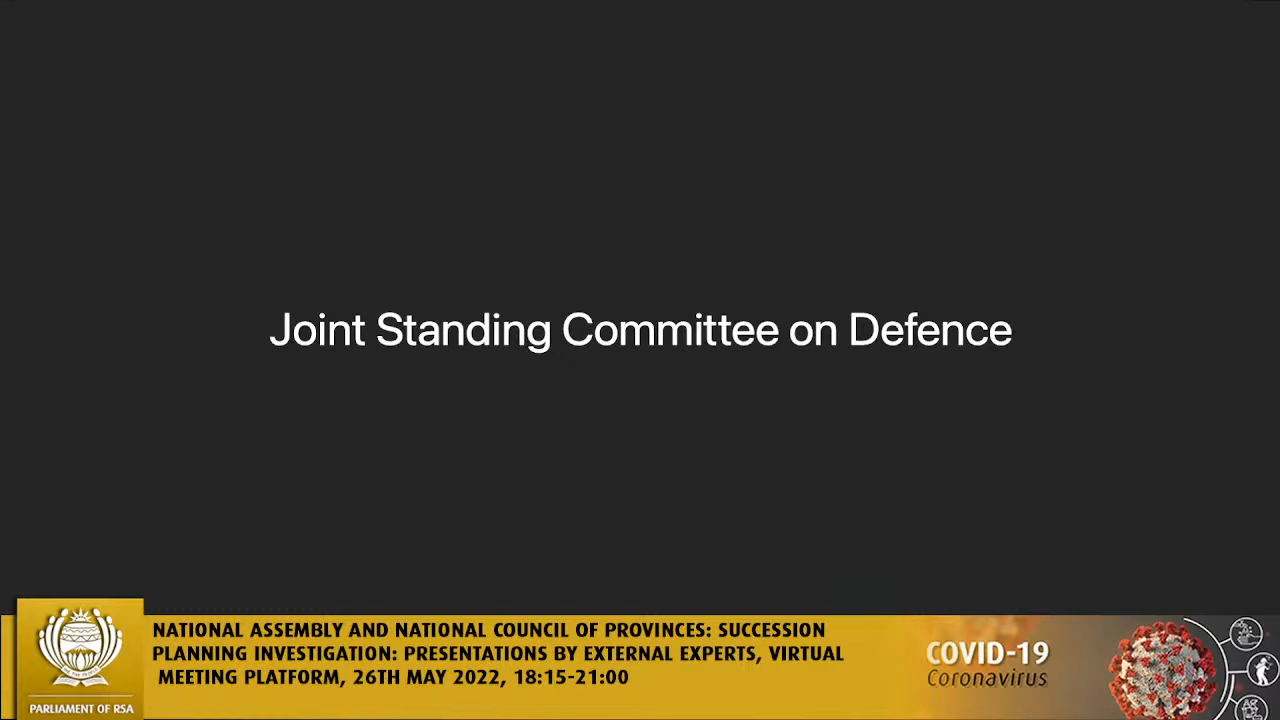 Joint Standing Committee on Defence
NATIONAL ASSEMBLY AND NATIONAL COUNCIL OF PROVINCES: SUCCESSION
PLANNING INVESTIGATION: PRESENTATIONS BY EXTERNAL EXPERTS, VIRTUAL
MEETING PLATFORM, 26TH MAY 2022, 18:15-21:00
COVID-19
Coronavirus
PARLIAMENT OF RSA